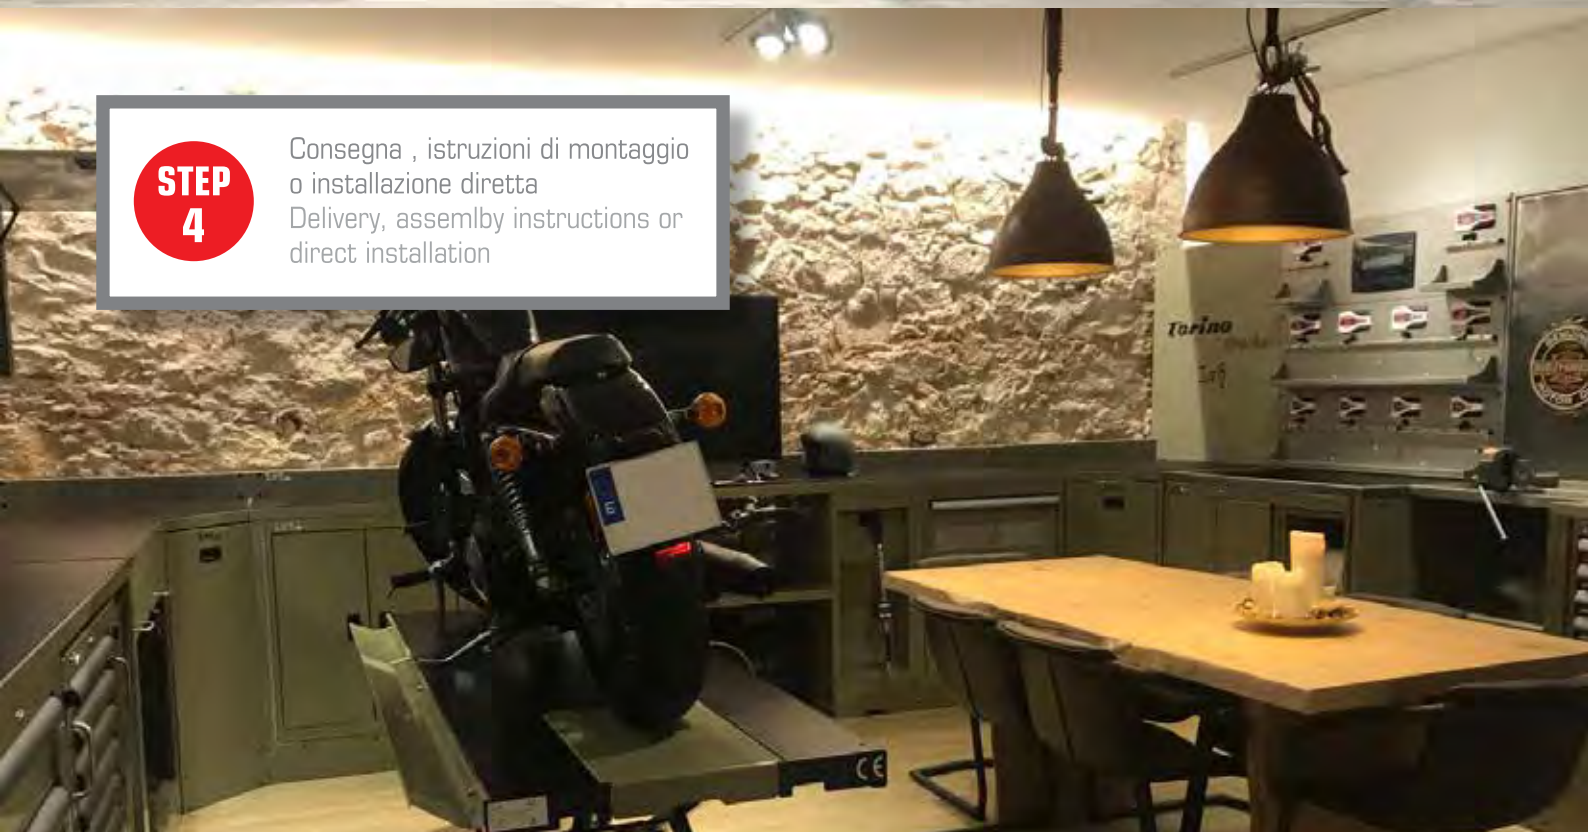 STEP
4
Consegna , istruzioni di montaggio
o installazione diretta
Delivery, assemlby instructions or
direct installation
Torino
CE